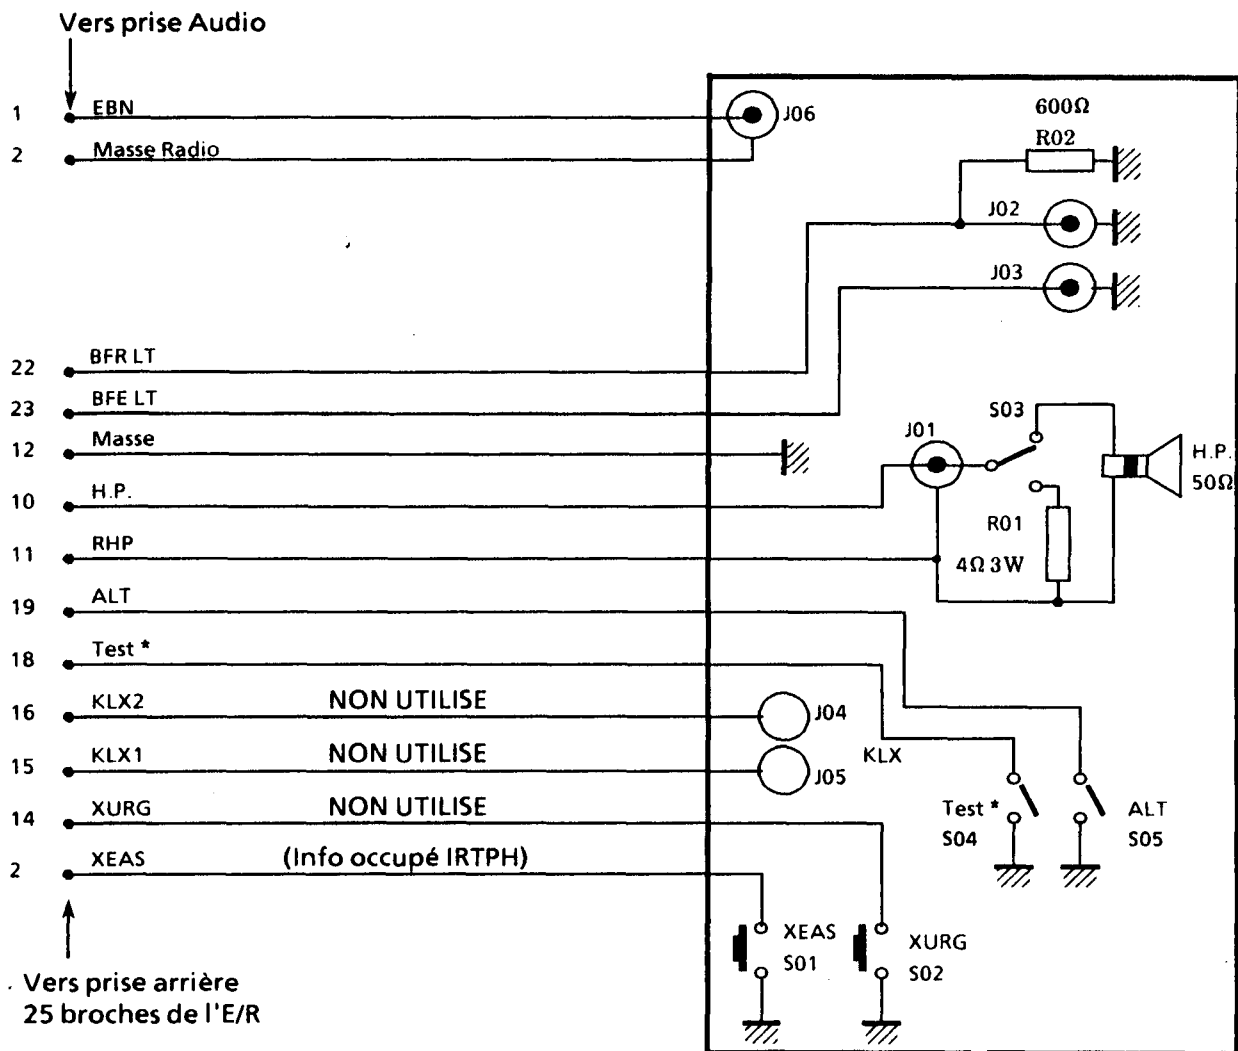 Vers prise Audio
1 EBN
2 Masse Radio
J06
600Ω
R02
J02
J03
22 BFR LT
23 BFE LT
12 Masse
10 H.P.
11 RHP
19 ALT
18 Test *
16 KLX2 NON UTILISE
15 KLX1 NON UTILISE
14 XURG NON UTILISE
2 XEAS (Info occupé IRTPH)
S03
J01
H.P.
50Ω
R01
4Ω 3W
J04
J05
KLX
Test *
S04
ALT
S05
XEAS
S01
XURG
S02
Vers prise arrière
25 broches de l'E/R